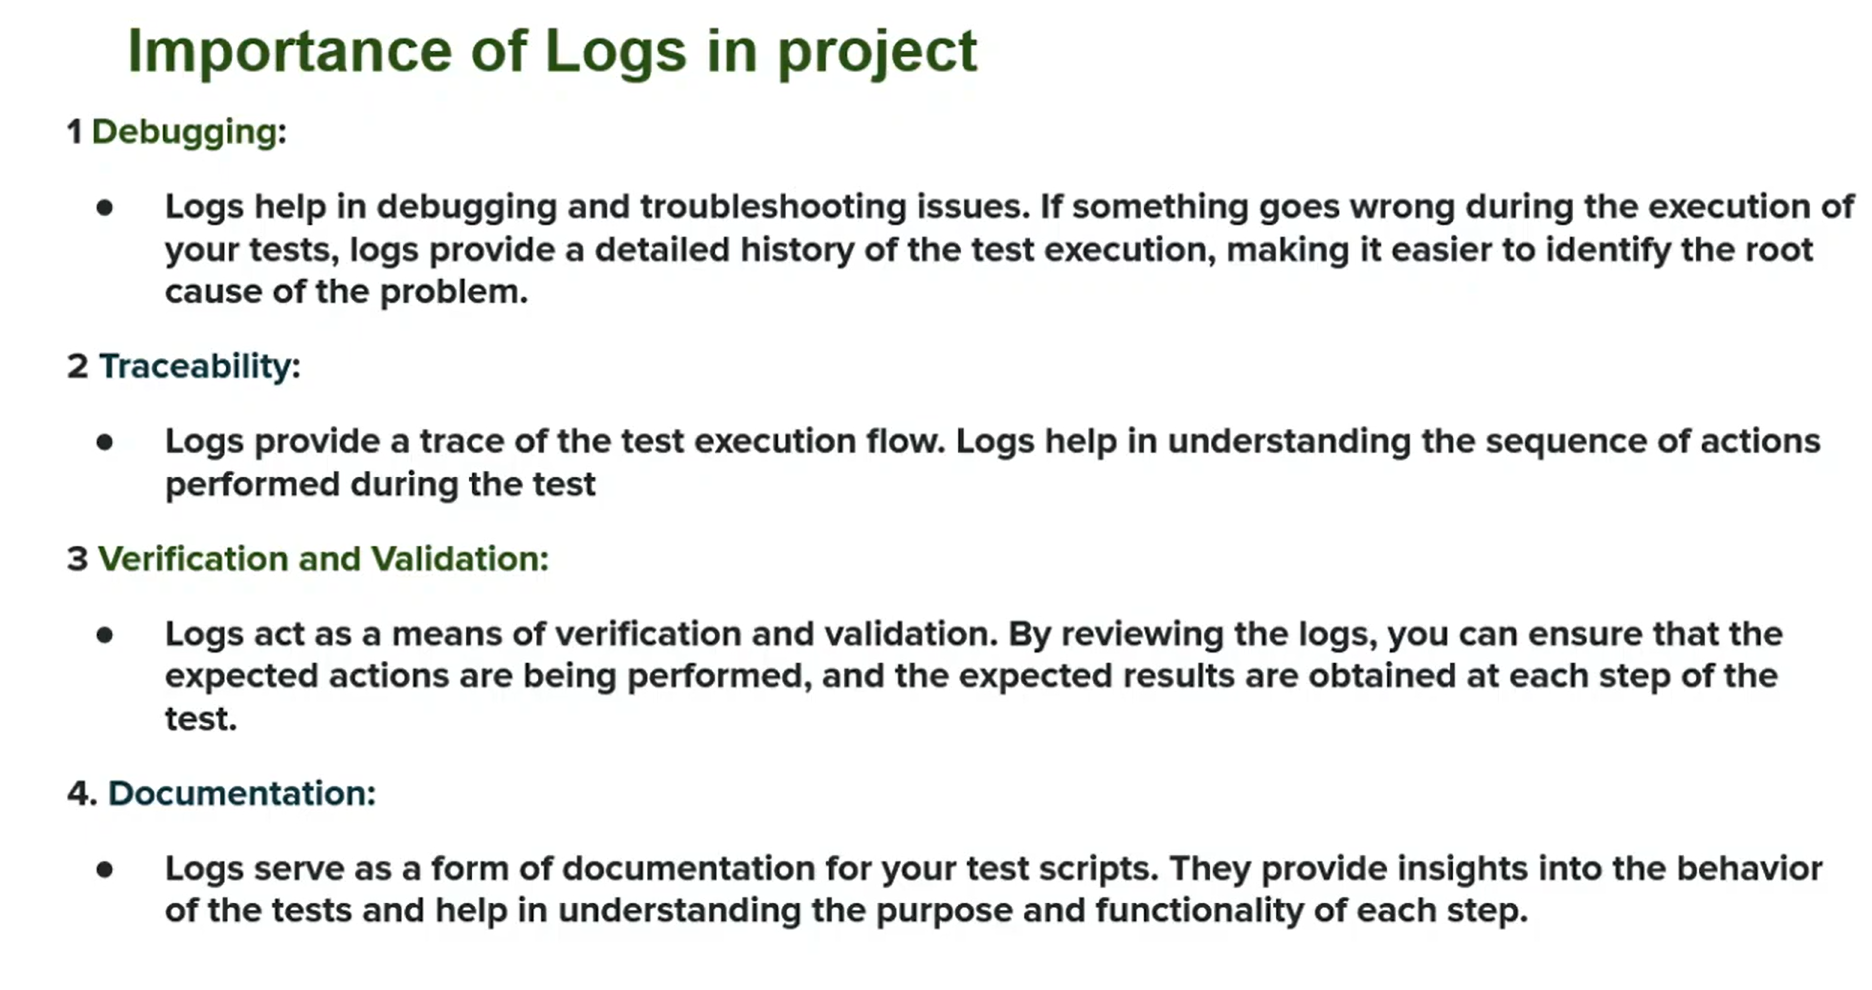 Importance of Logs in project
1 Debugging:
● Logs help in debugging and troubleshooting issues. If something goes wrong during the execution of
your tests, logs provide a detailed history of the test execution, making it easier to identify the root
cause of the problem.
2 Traceability:
● Logs provide a trace of the test execution flow. Logs help in understanding the sequence of actions
performed during the test
3 Verification and Validation:
● Logs act as a means of verification and validation. By reviewing the logs, you can ensure that the
expected actions are being performed, and the expected results are obtained at each step of the
test.
4. Documentation:
● Logs serve as a form of documentation for your test scripts. They provide insights into the behavior
of the tests and help in understanding the purpose and functionality of each step.